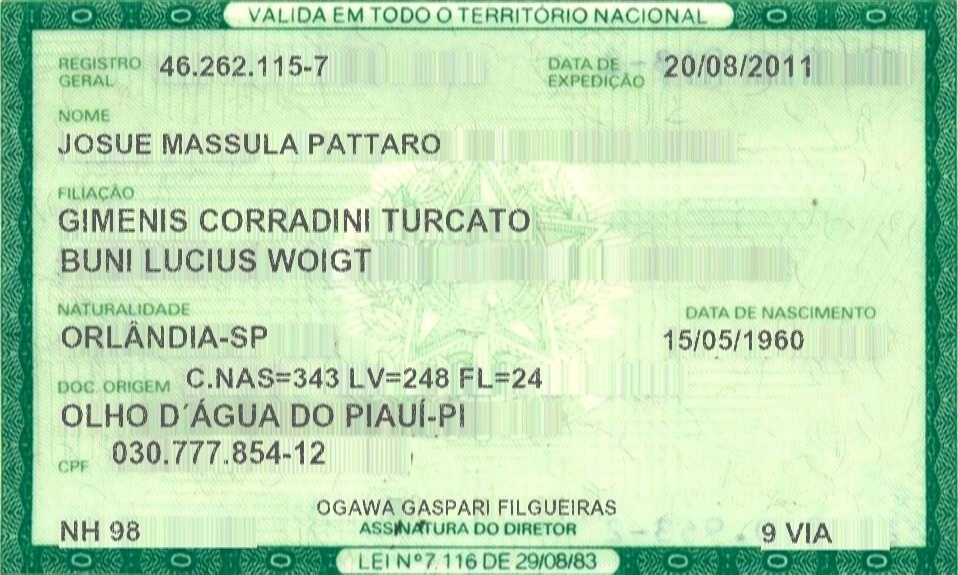 VALIDA EM TODO O TERRITÓRIO NACIONAL
REGISTRO GERAL 46.262.115-7 DATA DE EXPEDIÇÃO 20/08/2011
NOME
JOSUE MASSULA PATTARO
FILIAÇÃO
GIMENIS CORRADINI TURCATO
BUNI LUCIUS WOIGT
NATURALIDADE DATA DE NASCIMENTO
ORLÂNDIA-SP 15/05/1960
DOC. ORIGEM C.NAS=343 LV=248 FL=24
OLHO D´ÁGUA DO PIAUÍ-PI
CPF 030.777.854-12
OGAWA GASPARI FILGUEIRAS
NH 98 ASSINATURA DO DIRETOR 9 VIA
LEI Nº 7.116 DE 29/08/83